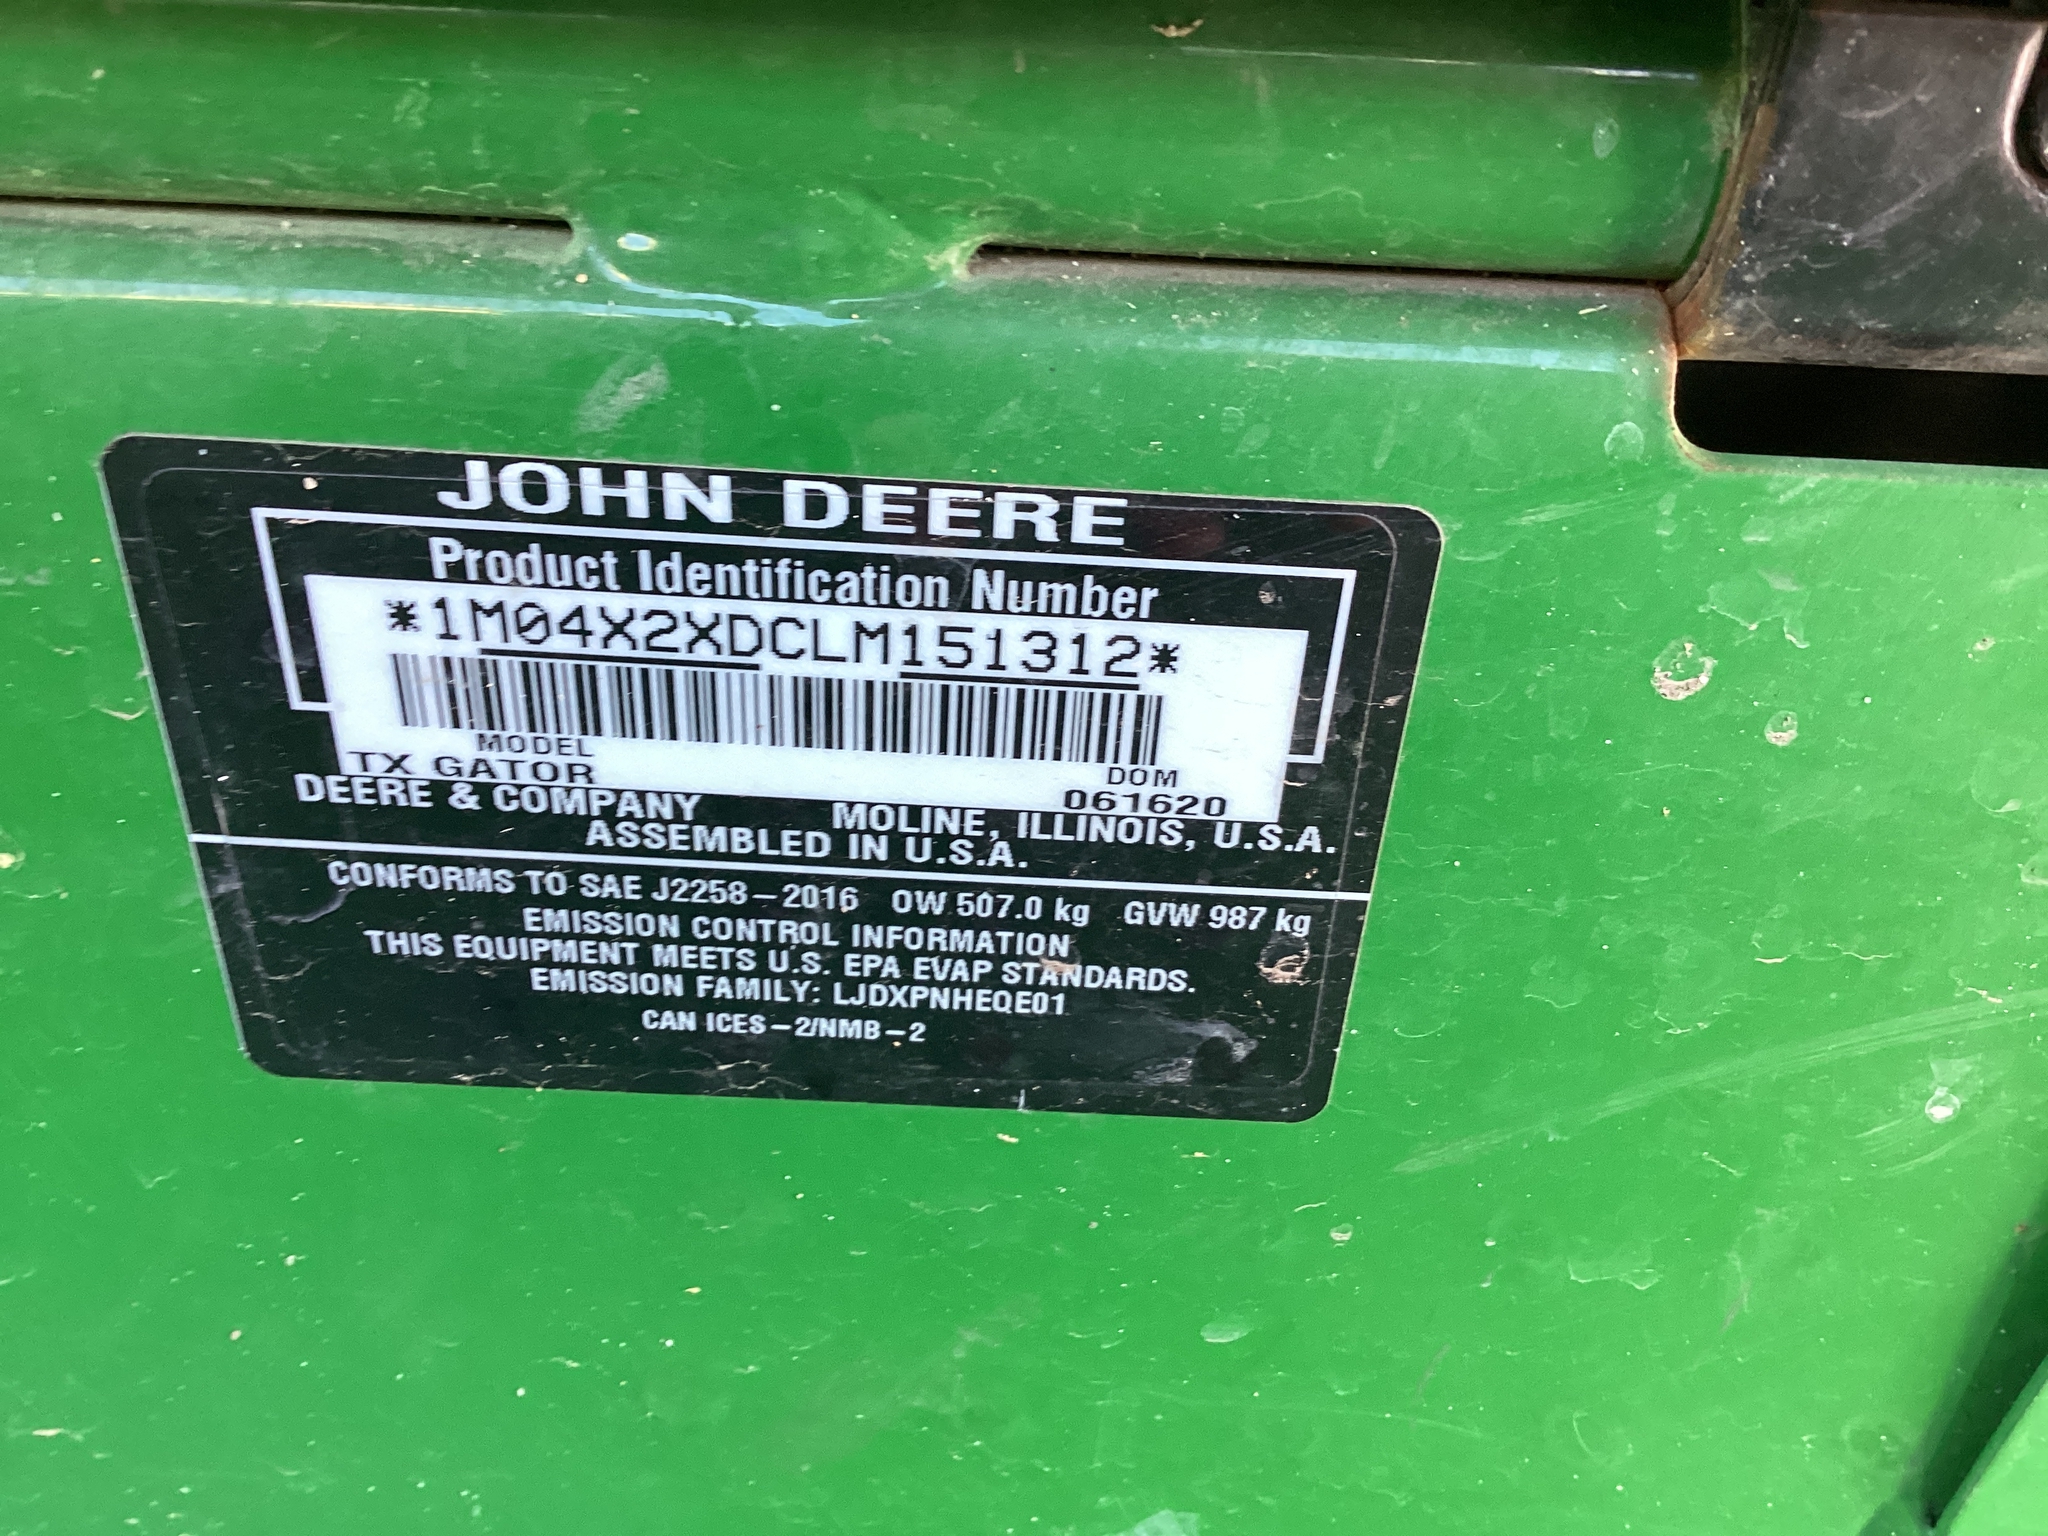 JOHN DEERE
Product Identification Number
*1M04X2XDCLM151312*
MODEL
TX GATOR
DOM
061620
DEERE & COMPANY MOLINE, ILLINOIS, U.S.A.
ASSEMBLED IN U.S.A.
CONFORMS TO SAE J2258-2016 OW 507.0 kg GVW 987 kg
EMISSION CONTROL INFORMATION
THIS EQUIPMENT MEETS U.S. EPA EVAP STANDARDS.
EMISSION FAMILY: LJDXPNHEQE01
CAN ICES-2/NMB-2